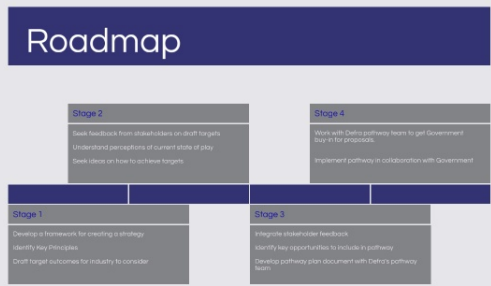 Roadmap
Stage 2
Seek feedback from stakeholders on draft targets
Understand perceptions of current state of play
Seek ideas on how to achieve targets
Stage 4
Work with Defra pathway team to get Government
buy-in for proposals.
Implement pathway in collaboration with Government
Stage 1
Develop a framework for creating a strategy
Identify Key Principles
Draft target outcomes for industry to consider
Stage 3
Integrate stakeholder feedback
Identify key opportunities to include in pathway
Develop pathway plan document with Defra's pathway
team